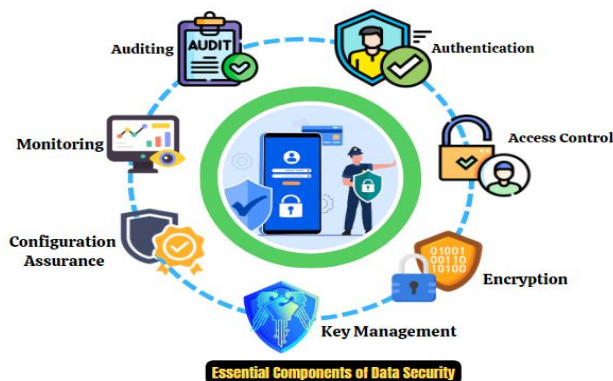 Auditing
AUDIT
Authentication
Monitoring
Access Control
Configuration
Assurance
01001
00110
10100
Encryption
Key Management
Essential Components of Data Security